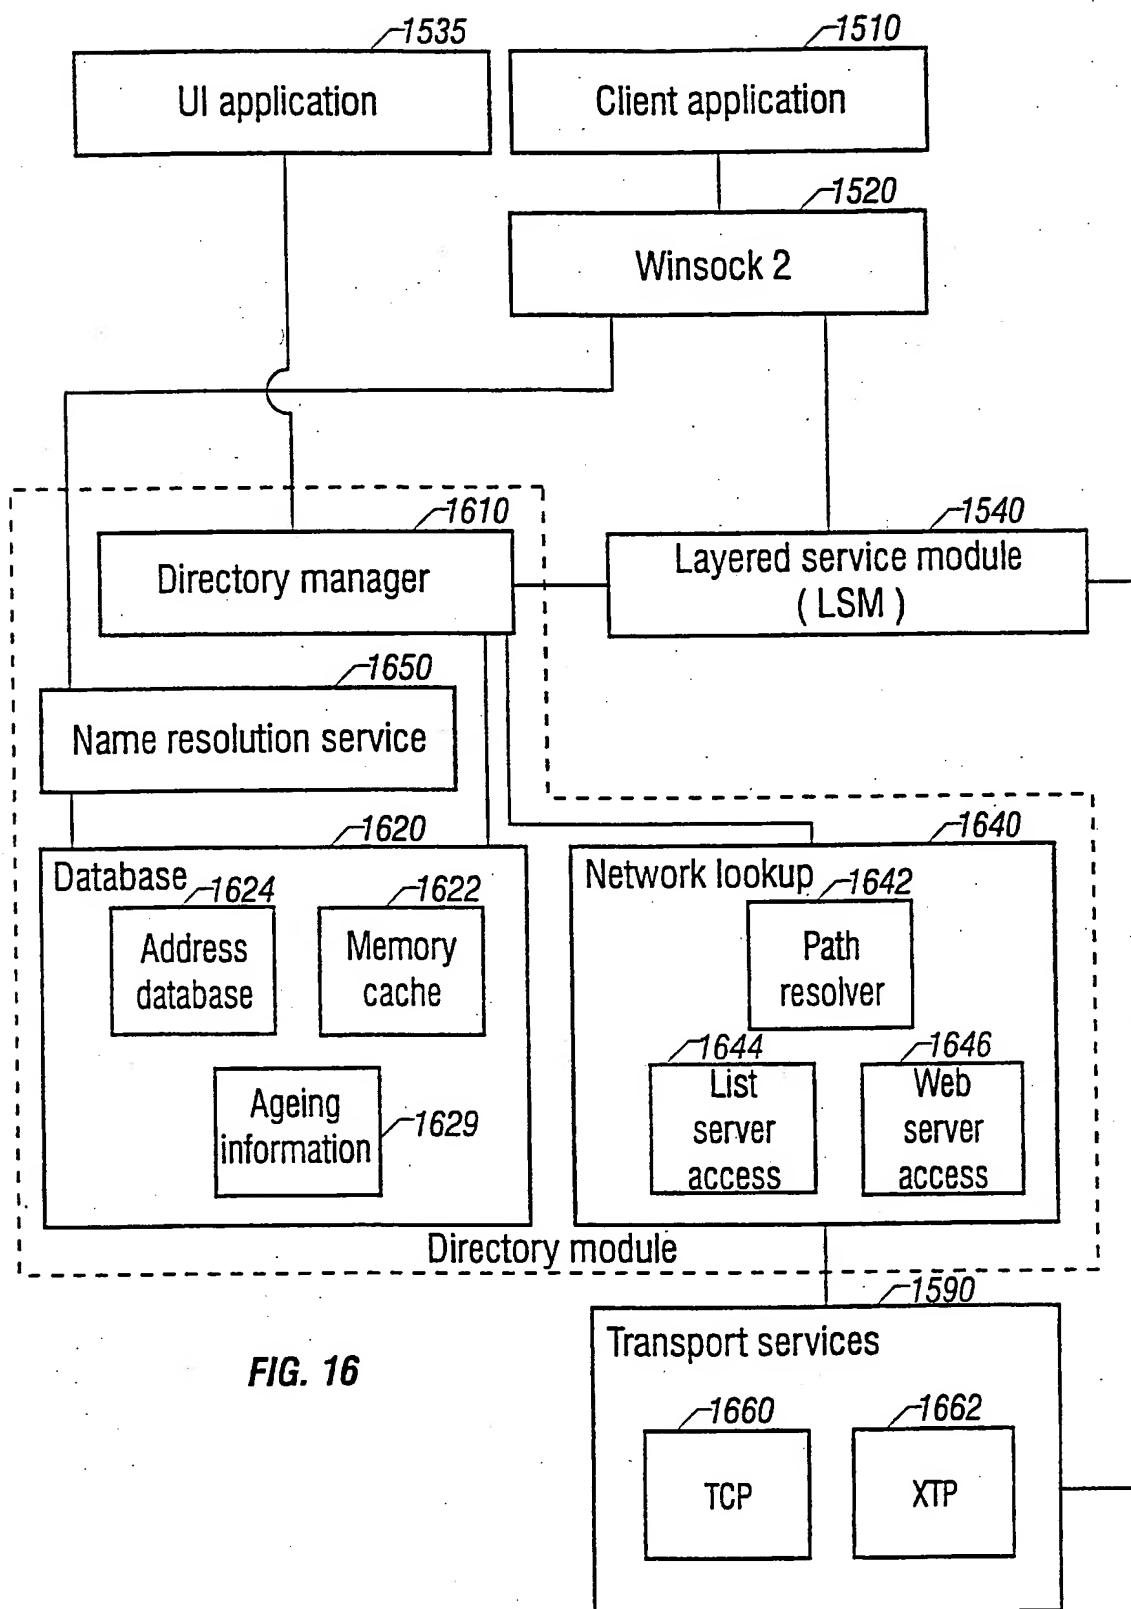 1535
UI application
1510
Client application
1520
Winsock 2
1610
Directory manager
1540
Layered service module
( LSM )
1650
Name resolution service
1620
Database
1624
Address
database
1622
Memory
cache
Ageing
information
1629
1640
Network lookup
1642
Path
resolver
1644
List
server
access
1646
Web
server
access
Directory module
1590
Transport services
1660
TCP
1662
XTP
FIG. 16